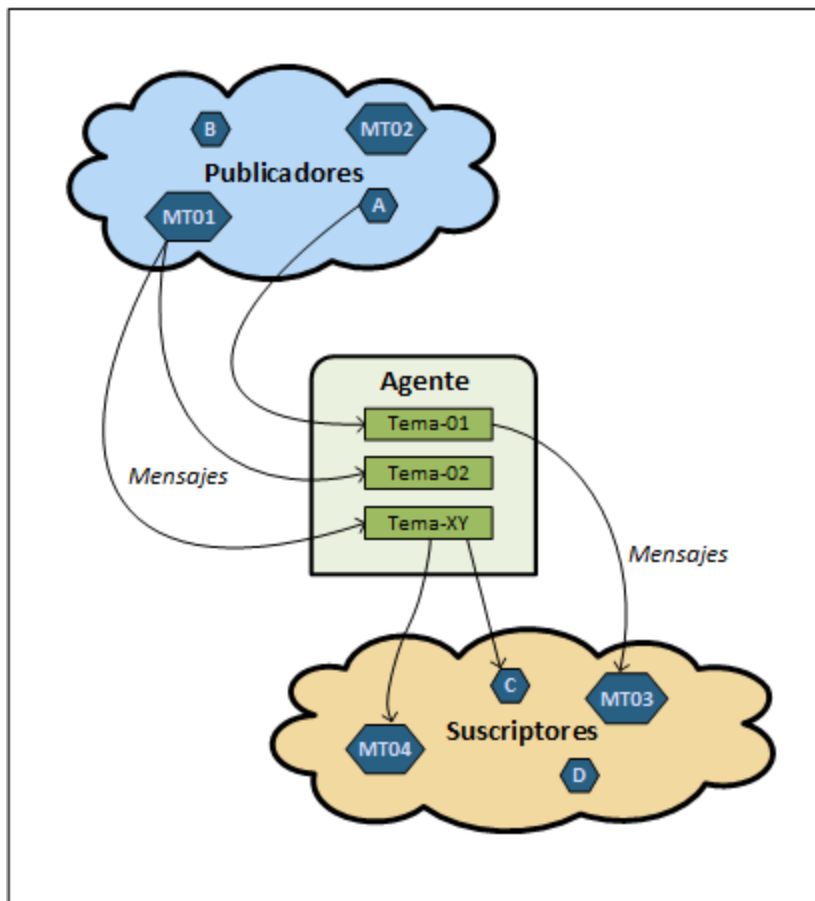 B
MT02
Publicadores
A
MT01
Agente
Tema-01
Tema-02
Mensajes
Tema-XY
Mensajes
C
MT03
Suscriptores
MT04
D